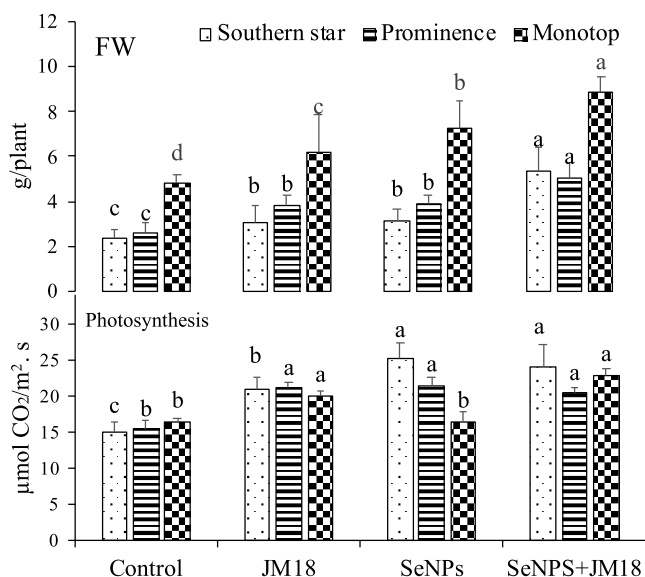 FW
Southern star Prominence Monotop
g/plant
12
10
8
6
4
2
0
c c d
b b c
b b b
a a a
Photosynthesis
µmol CO₂/m². s
30
25
20
15
10
5
0
c b b
b a a
a a b
a a a
Control JM18 SeNPs SeNPS+JM18